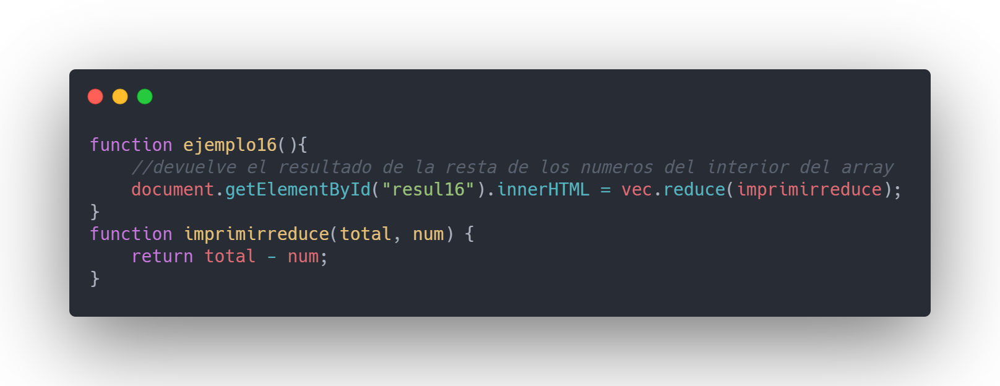 function ejemplo16(){
    //devuelve el resultado de la resta de los numeros del interior del array
    document.getElementById("resul16").innerHTML = vec.reduce(imprimirreduce);
}
function imprimirreduce(total, num) {
    return total - num;
}